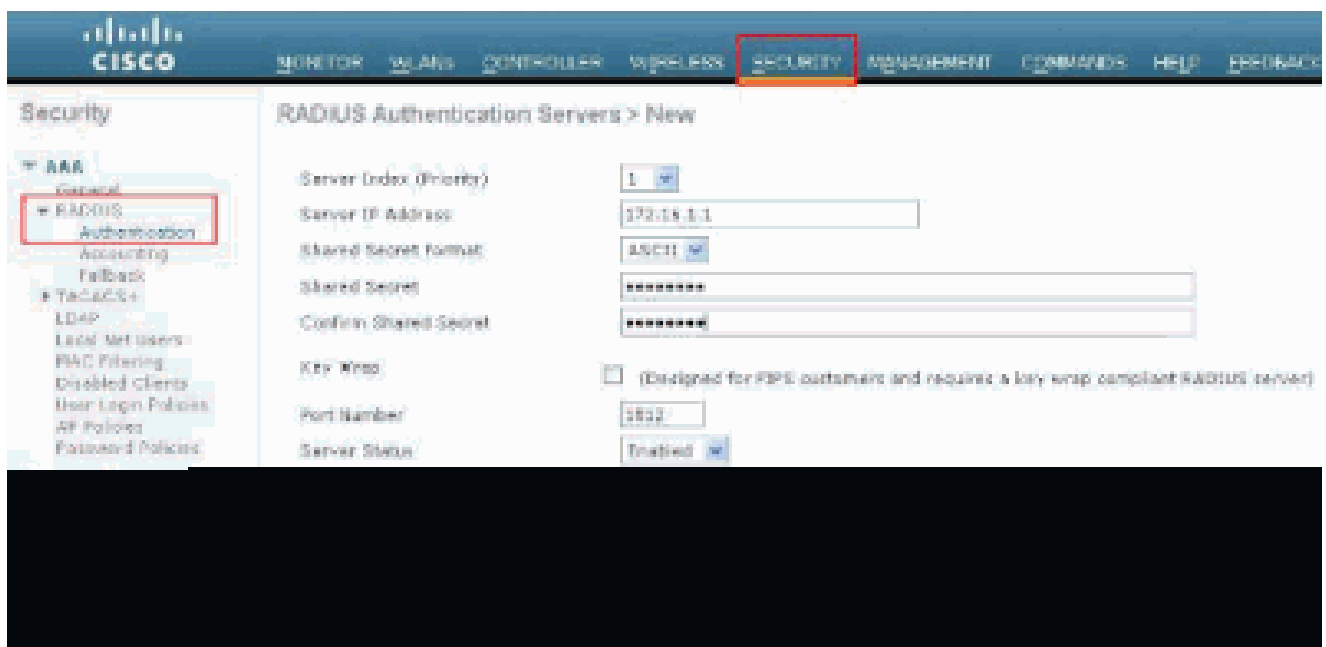 CISCO
MONITOR WLANs CONTROLLER WIRELESS SECURITY MANAGEMENT COMMANDS HELP FEEDBACK
Security
AAA
General
RADIUS
Authentication
Accounting
Fallback
TACACS+
LDAP
Local Net Users
MAC Filtering
Disabled Clients
User Login Policies
AP Policies
Password Policies
RADIUS Authentication Servers > New
Server Index (Priority) 1
Server IP Address 172.16.1.1
Shared Secret Format ASCII
Shared Secret ••••••••
Confirm Shared Secret ••••••••
Key Wrap (Designed for FIPS customers and requires a key wrap compliant RADIUS server)
Port Number 1812
Server Status Enabled